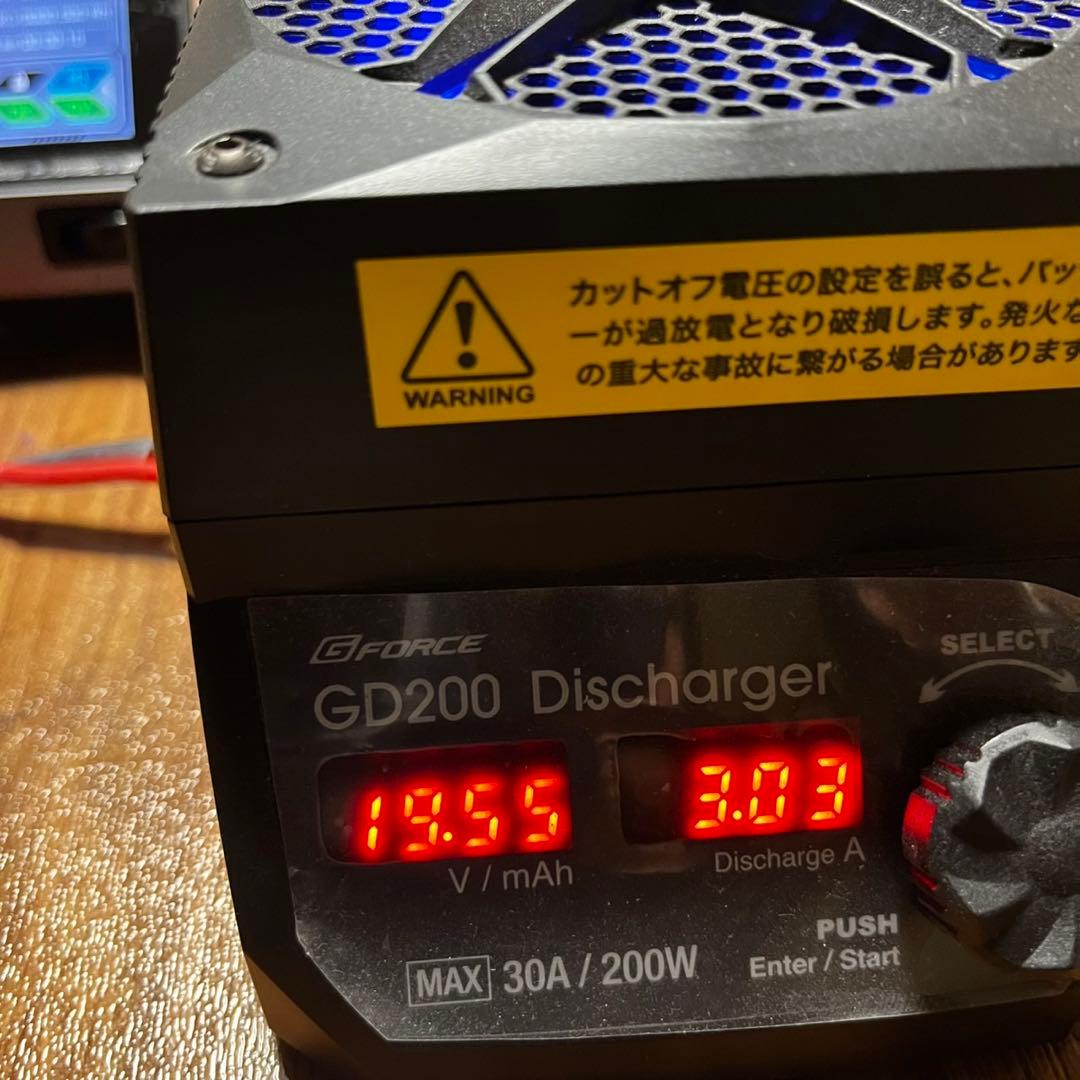 カットオフ電圧の設定を誤ると、バッ
ーが過放電となり破損します。発火な
の重大な事故に繋がる場合があります
WARNING
GFORCE
SELECT
GD200 Discharger
19.55
3.03
V / mAh
Discharge A
PUSH
MAX 30A / 200W
Enter / Start